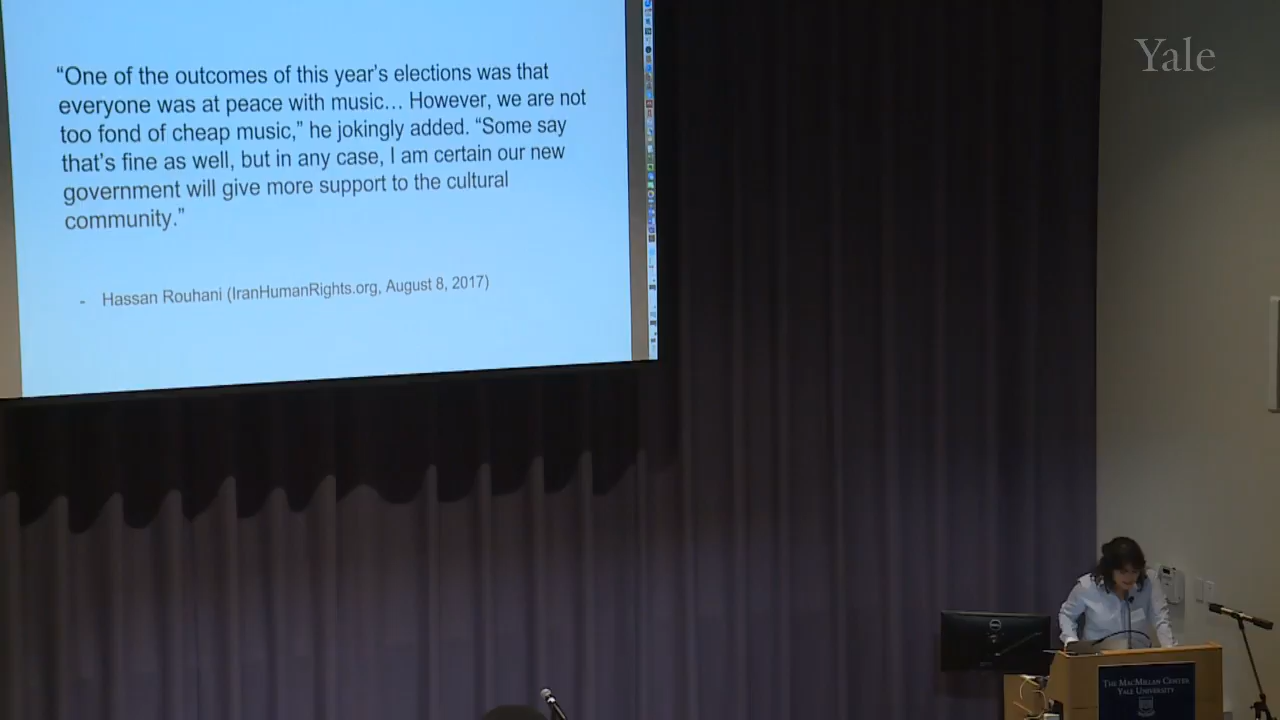 Yale
“One of the outcomes of this year’s elections was that
everyone was at peace with music... However, we are not
too fond of cheap music,” he jokingly added. “Some say
that’s fine as well, but in any case, I am certain our new
government will give more support to the cultural
community.”
- Hassan Rouhani (IranHumanRights.org, August 8, 2017)
DELL
THE MACMILLAN CENTER
YALE UNIVERSITY